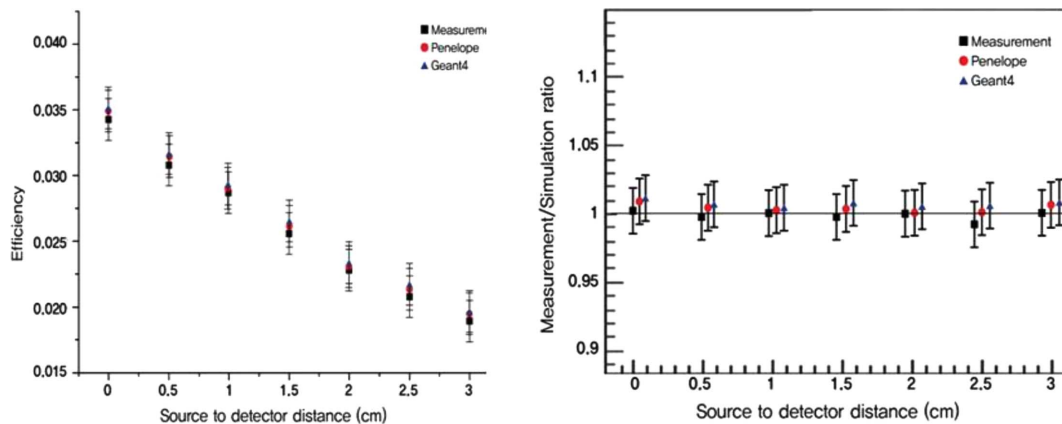 0,040
0,035
0,030
0,025
0,020
0,015
Efficiency
Measureme
Penelope
Geant4
0 0.5 1 1.5 2 2.5 3
Source to detector distance (cm)
1.1
1.05
1
0.95
0.9
Measurement/Simulation ratio
Measurement
Penelope
Geant4
0 0.5 1 1.5 2 2.5 3
Source to detector distance (cm)